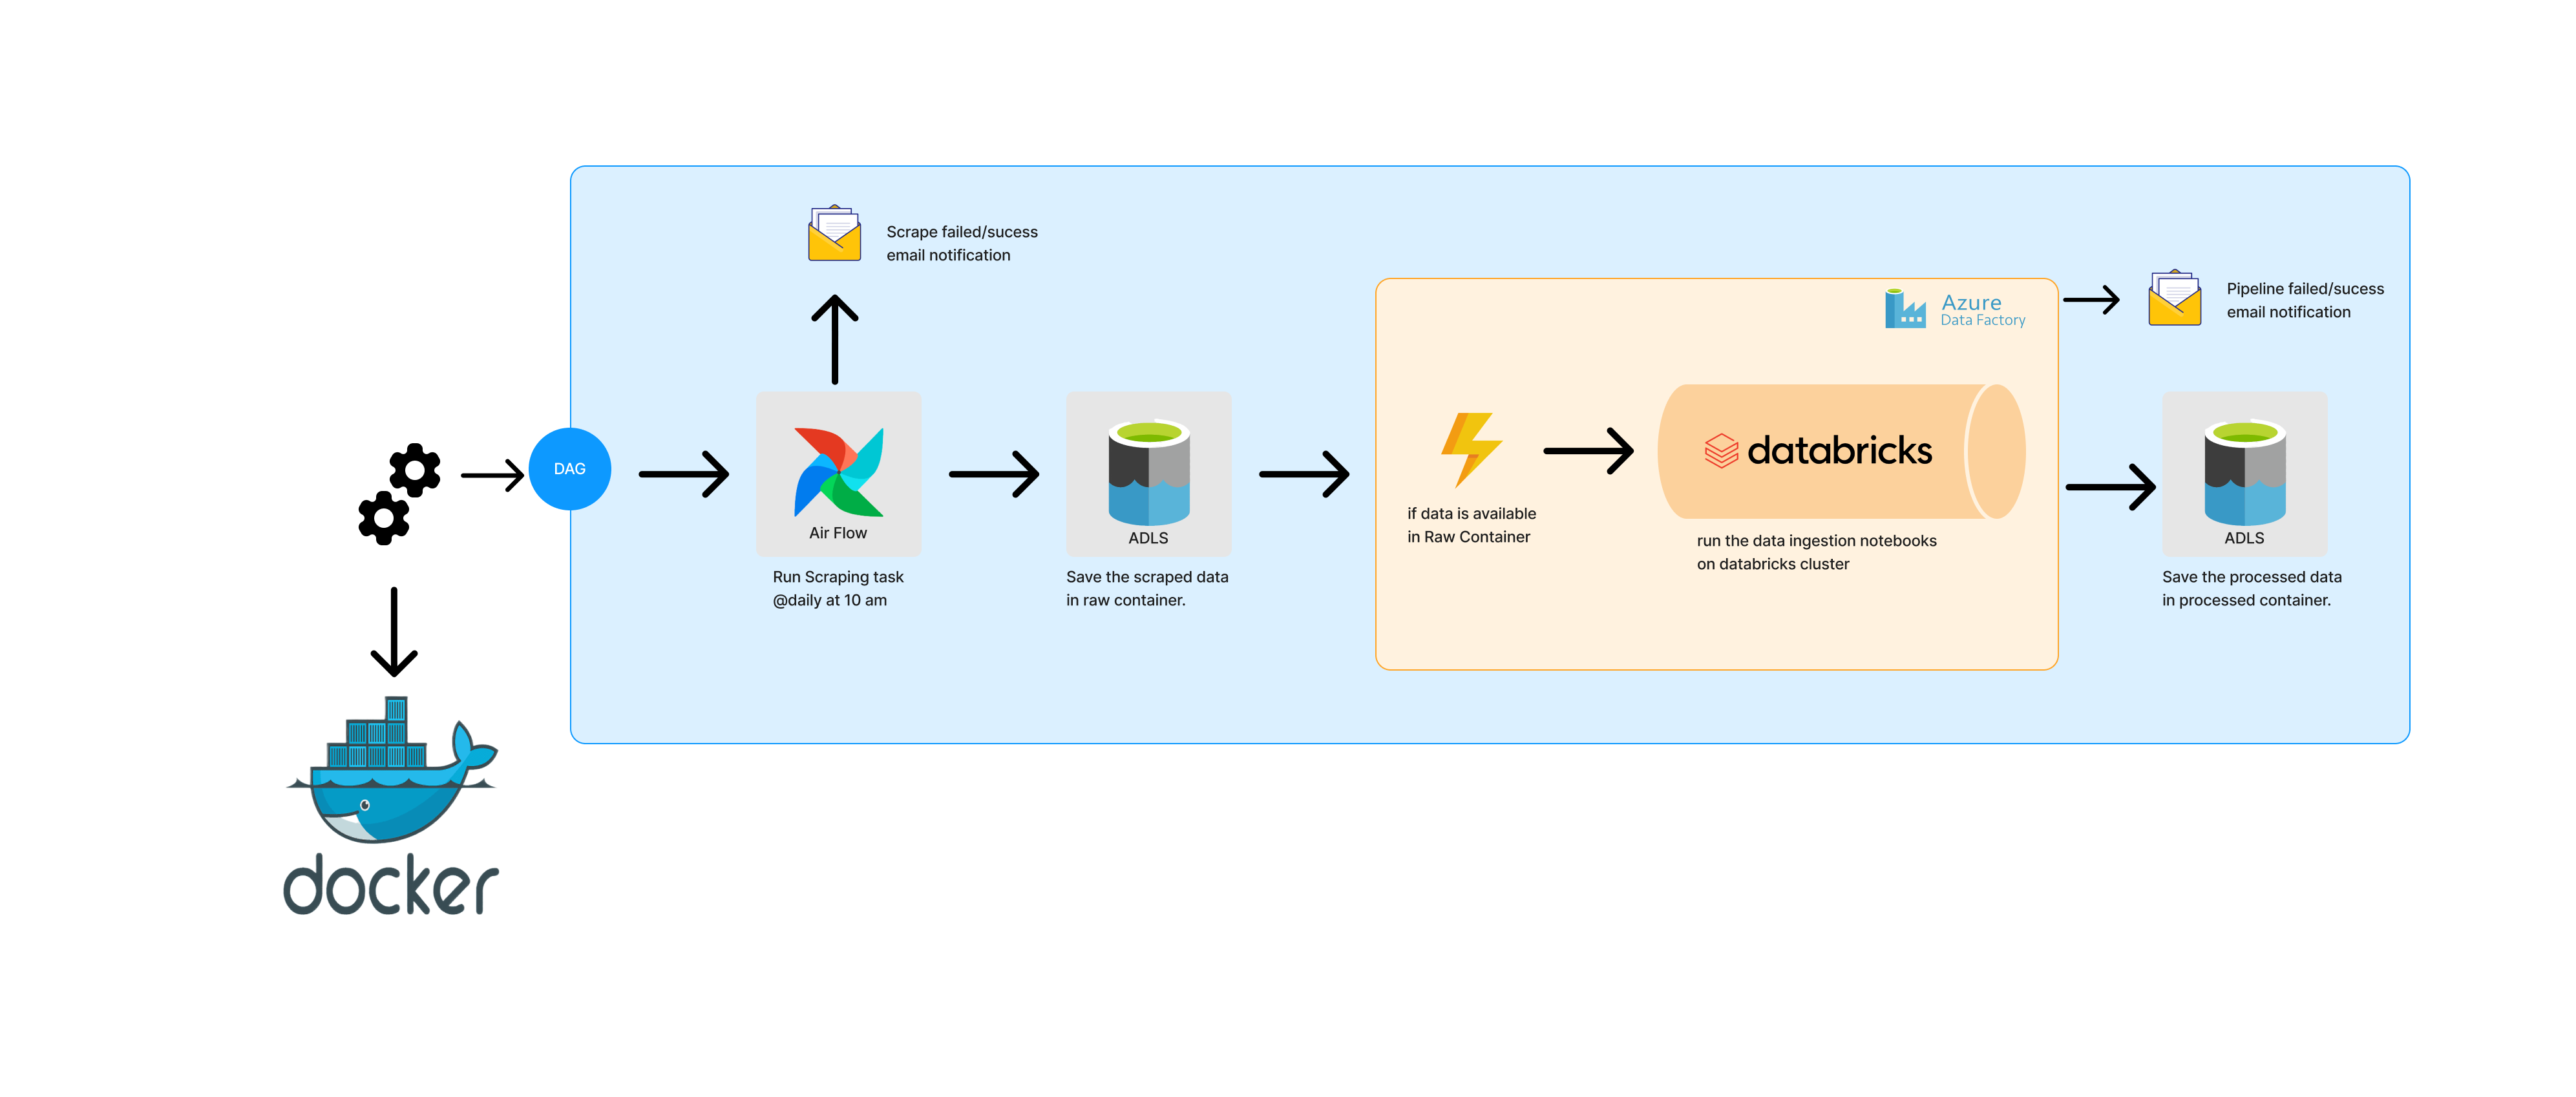 Scrape failed/sucess
email notification
Azure
Data Factory
Pipeline failed/sucess
email notification
DAG
Air Flow
Run Scraping task
@daily at 10 am
ADLS
Save the scraped data
in raw container.
if data is available
in Raw Container
databricks
run the data ingestion notebooks
on databricks cluster
ADLS
Save the processed data
in processed container.
docker